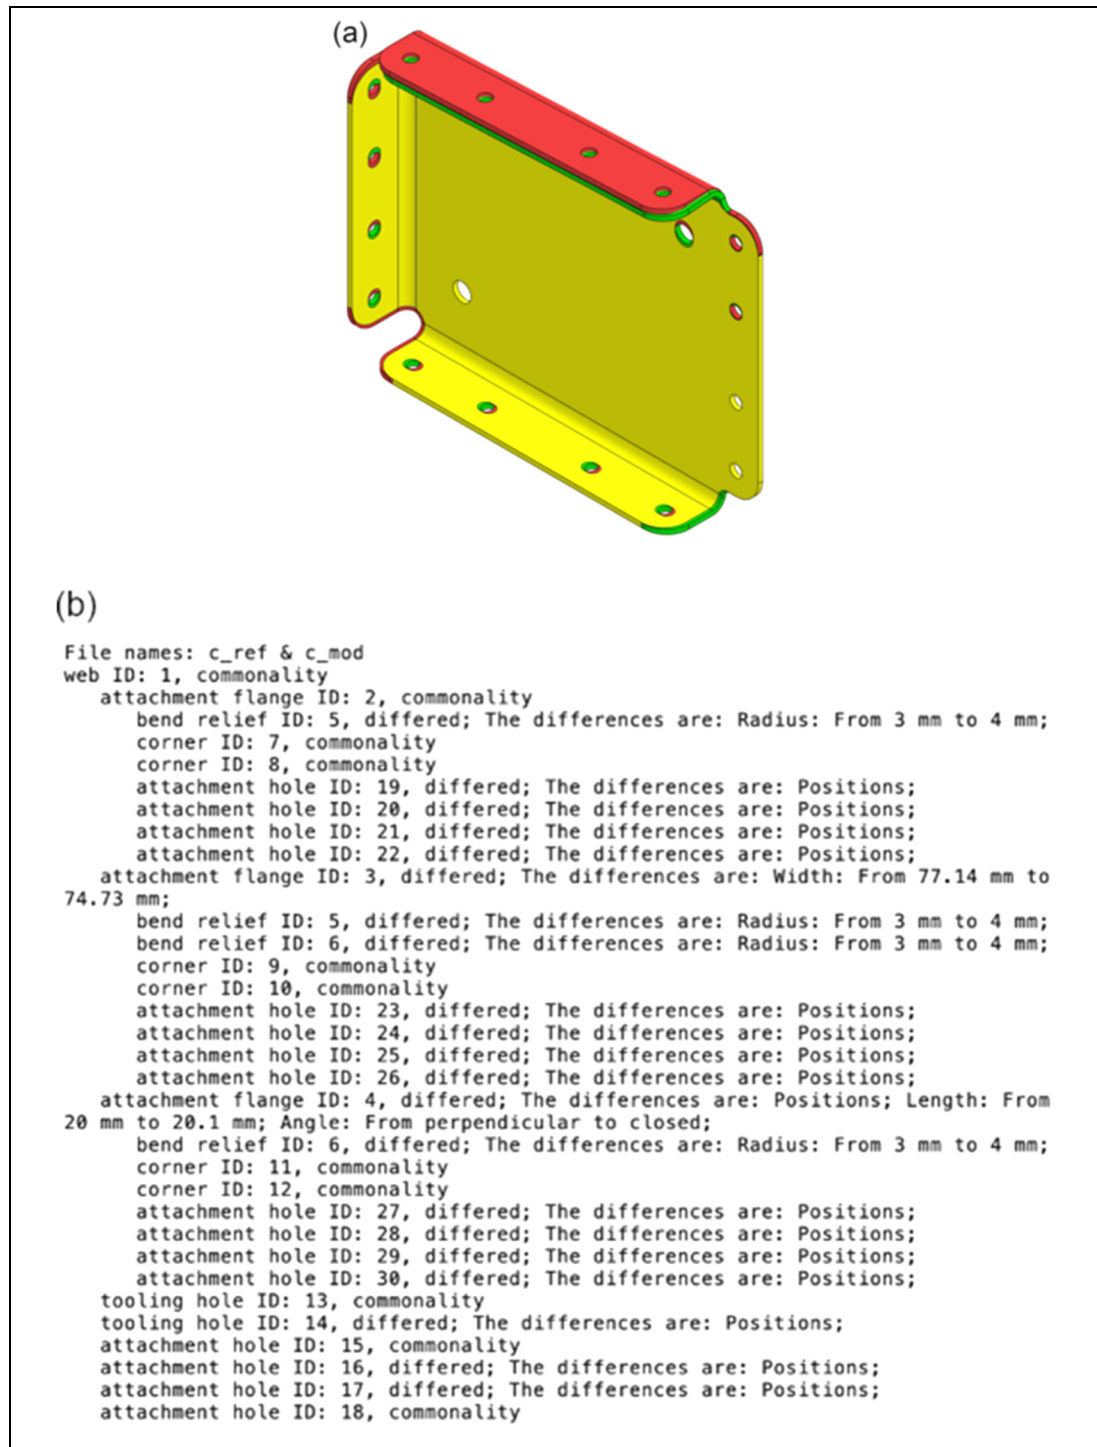 (a)
(b)
File names: c_ref & c_mod
web ID: 1, commonality
attachment flange ID: 2, commonality
bend relief ID: 5, differed; The differences are: Radius: From 3 mm to 4 mm;
corner ID: 7, commonality
corner ID: 8, commonality
attachment hole ID: 19, differed; The differences are: Positions;
attachment hole ID: 20, differed; The differences are: Positions;
attachment hole ID: 21, differed; The differences are: Positions;
attachment hole ID: 22, differed; The differences are: Positions;
attachment flange ID: 3, differed; The differences are: Width: From 77.14 mm to
74.73 mm;
bend relief ID: 5, differed; The differences are: Radius: From 3 mm to 4 mm;
bend relief ID: 6, differed; The differences are: Radius: From 3 mm to 4 mm;
corner ID: 9, commonality
corner ID: 10, commonality
attachment hole ID: 23, differed; The differences are: Positions;
attachment hole ID: 24, differed; The differences are: Positions;
attachment hole ID: 25, differed; The differences are: Positions;
attachment hole ID: 26, differed; The differences are: Positions;
attachment flange ID: 4, differed; The differences are: Positions; Length: From
20 mm to 20.1 mm; Angle: From perpendicular to closed;
bend relief ID: 6, differed; The differences are: Radius: From 3 mm to 4 mm;
corner ID: 11, commonality
corner ID: 12, commonality
attachment hole ID: 27, differed; The differences are: Positions;
attachment hole ID: 28, differed; The differences are: Positions;
attachment hole ID: 29, differed; The differences are: Positions;
attachment hole ID: 30, differed; The differences are: Positions;
tooling hole ID: 13, commonality
tooling hole ID: 14, differed; The differences are: Positions;
attachment hole ID: 15, commonality
attachment hole ID: 16, differed; The differences are: Positions;
attachment hole ID: 17, differed; The differences are: Positions;
attachment hole ID: 18, commonality